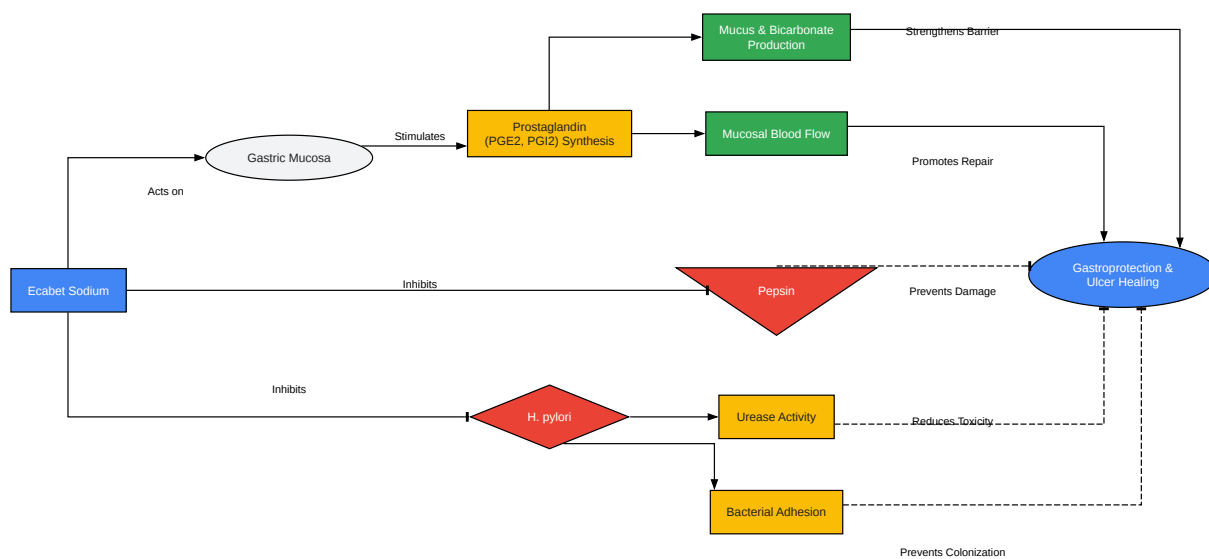 Mucus & Bicarbonate
Production
Strengthens Barrier
Prostaglandin
(PGE2, PGI2) Synthesis
Stimulates
Mucosal Blood Flow
Gastric Mucosa
Promotes Repair
Acts on
Ecabet Sodium
Inhibits
Pepsin
Prevents Damage
Gastroprotection &
Ulcer Healing
Inhibits
H. pylori
Urease Activity
Reduces Toxicity
Bacterial Adhesion
Prevents Colonization